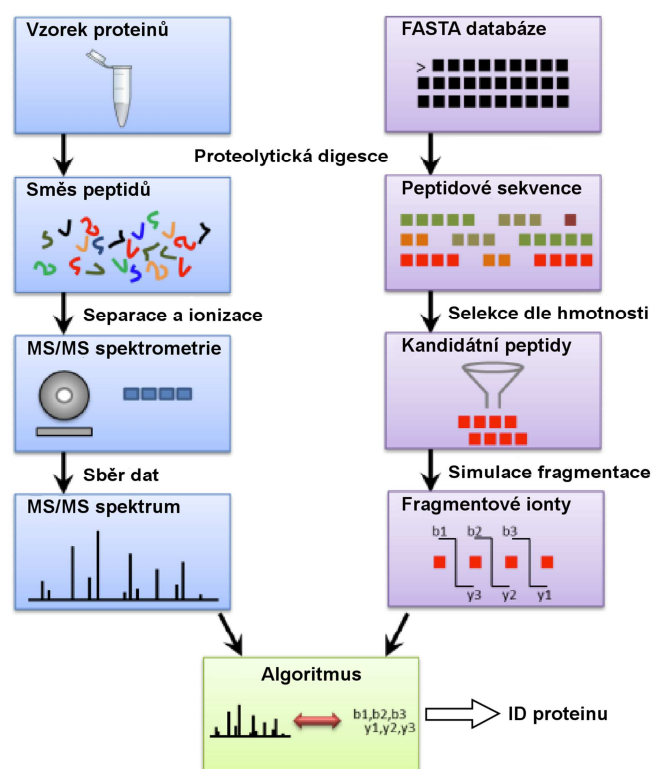 Vzorek proteinů
FASTA databáze
>
Proteolytická digesce
Směs peptidů
Peptidové sekvence
Separace a ionizace
Selekce dle hmotnosti
MS/MS spektrometrie
Kandidátní peptidy
Sběr dat
Simulace fragmentace
MS/MS spektrum
Fragmentové ionty
b1 b2 b3
y3 y2 y1
Algoritmus
b1,b2,b3
y1,y2,y3
ID proteinu